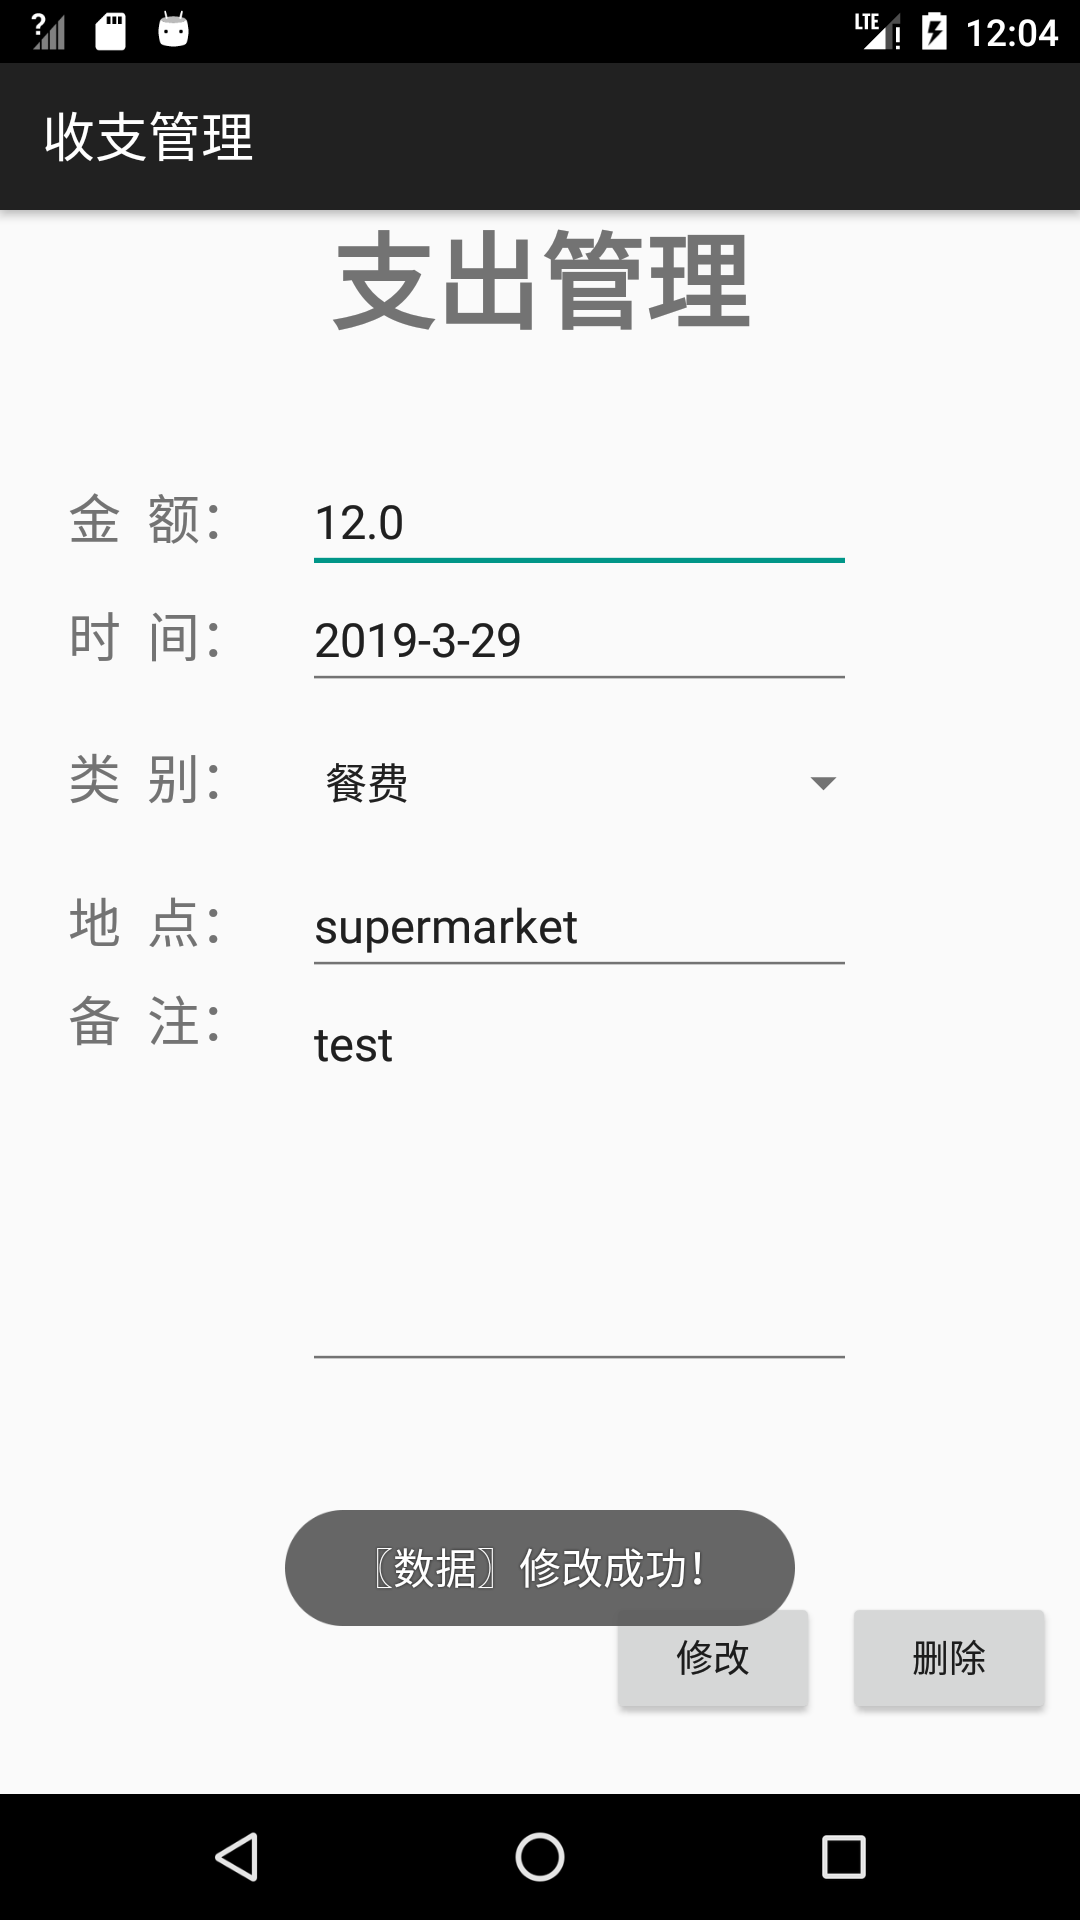 LTE 12:04
收支管理
支出管理
金 额： 12.0
时 间： 2019-3-29
类 别： 餐费
地 点： supermarket
备 注： test
〖数据〗修改成功！
修改 删除